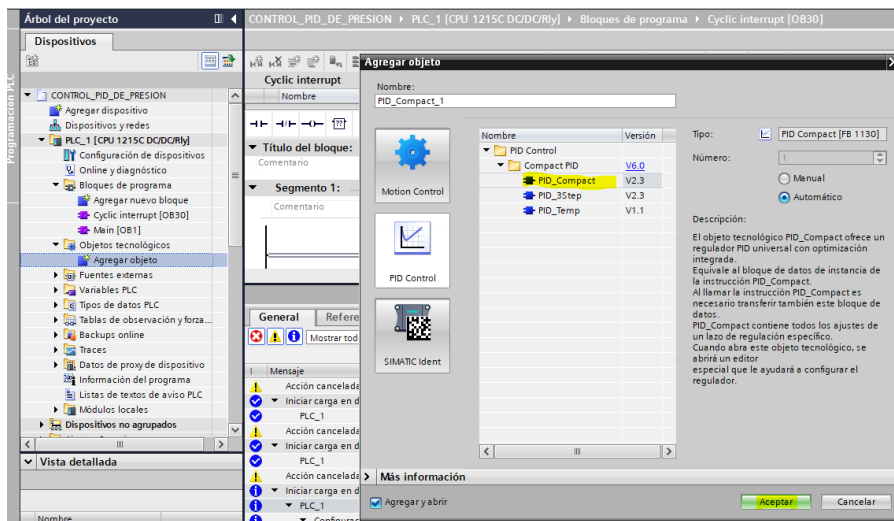 Árbol del proyecto
CONTROL_PID_DE_PRESION ▸ PLC_1 [CPU 1215C DC/DC/Rly] ▸ Bloques de programa ▸ Cyclic interrupt [OB30]
Dispositivos
Programación PLC
CONTROL_PID_DE_PRESION
Agregar dispositivo
Dispositivos y redes
PLC_1 [CPU 1215C DC/DC/Rly]
Configuración de dispositivos
Online y diagnóstico
Bloques de programa
Agregar nuevo bloque
Cyclic interrupt [OB30]
Main [OB1]
Objetos tecnológicos
Agregar objeto
Fuentes externas
Variables PLC
Tipos de datos PLC
Tablas de observación y forza...
Backups online
Traces
Datos de proxy de dispositivo
Información del programa
Listas de textos de aviso PLC
Módulos locales
Dispositivos no agrupados
Vista detallada
Nombre
Cyclic interrupt
Nombre
Título del bloque:
Comentario
Segmento 1:
Comentario
General
Refere
Mostrar tod
! Mensaje
Acción cancelada
Iniciar carga en d
PLC_1
Acción cancelada
Iniciar carga en d
PLC_1
Acción cancelada
Iniciar carga en d
PLC_1
Configurac
Agregar objeto
Nombre:
PID_Compact_1
Motion Control
PID Control
SIMATIC Ident
Nombre Versión
PID Control
Compact PID V6.0
PID_Compact V2.3
PID_3Step V2.3
PID_Temp V1.1
Tipo: PID Compact [FB 1130]
Número: 1
Manual
Automático
Descripción:
El objeto tecnológico PID_Compact ofrece un
regulador PID universal con optimización
integrada.
Equivale al bloque de datos de instancia de
la instrucción PID_Compact.
Al llamar la instrucción PID_Compact es
necesario transferir también este bloque de
datos.
PID_Compact contiene todos los ajustes de
un lazo de regulación específico.
Cuando abra este objeto tecnológico, se
abrirá un editor
especial que le ayudará a configurar el
regulador.
Más información
Agregar y abrir
Aceptar
Cancelar